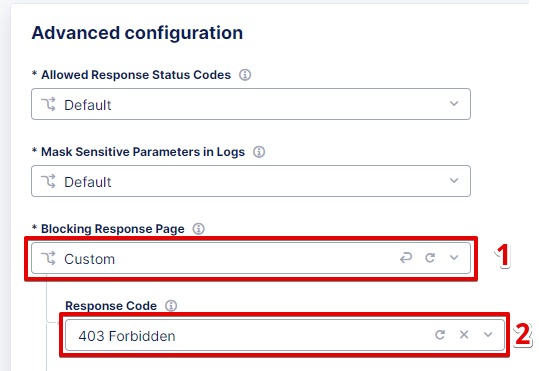 Advanced configuration
* Allowed Response Status Codes
Default
* Mask Sensitive Parameters in Logs
Default
* Blocking Response Page
Custom
1
Response Code
403 Forbidden
2